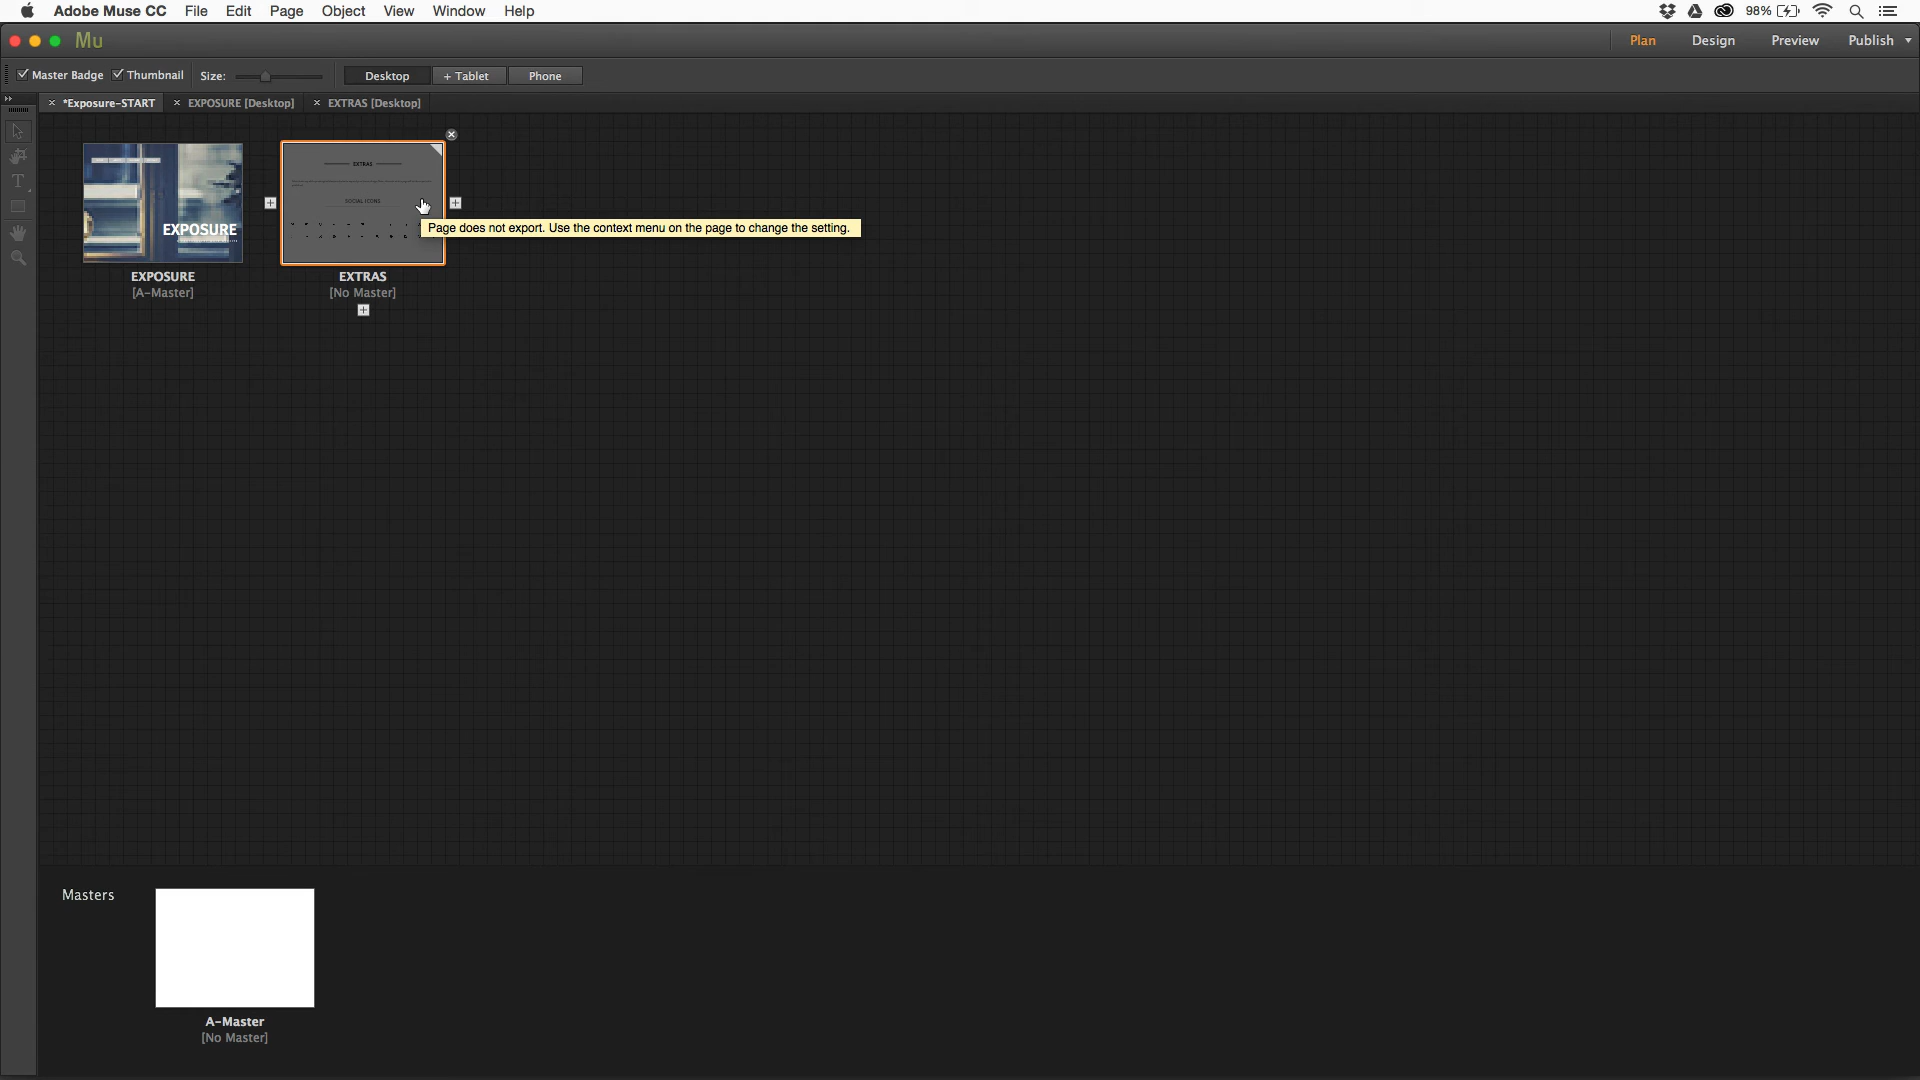 Adobe Muse CC File Edit Page Object View Window Help 98%
Mu Plan Design Preview Publish
Master Badge Thumbnail Size: Desktop + Tablet Phone
*Exposure-START EXPOSURE [Desktop] EXTRAS [Desktop]
EXTRAS
SOCIAL ICONS
EXPOSURE
Page does not export. Use the context menu on the page to change the setting.
EXPOSURE EXTRAS
[A-Master] [No Master]
Masters
A-Master
[No Master]